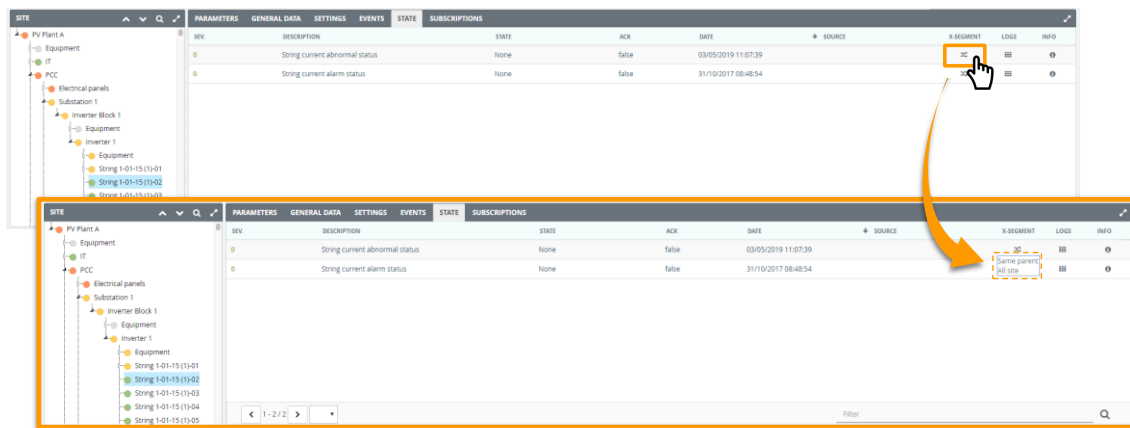 SITE
PARAMETERS GENERAL DATA SETTINGS EVENTS STATE SUBSCRIPTIONS
PV Plant A
Equipment
IT
PCC
Electrical panels
Substation 1
Inverter Block 1
Equipment
Inverter 1
Equipment
String 1-01-15 (1)-01
String 1-01-15 (1)-02
String 1-01-15 (1)-03
SEV. DESCRIPTION STATE ACK DATE SOURCE X-SEGMENT LOGS INFO
0 String current abnormal status None false 03/05/2019 11:07:39
0 String current alarm status None false 31/10/2017 08:48:54
SITE
PARAMETERS GENERAL DATA SETTINGS EVENTS STATE SUBSCRIPTIONS
PV Plant A
Equipment
IT
PCC
Electrical panels
Substation 1
Inverter Block 1
Equipment
Inverter 1
Equipment
String 1-01-15 (1)-01
String 1-01-15 (1)-02
String 1-01-15 (1)-03
String 1-01-15 (1)-04
String 1-01-15 (1)-05
SEV. DESCRIPTION STATE ACK DATE SOURCE X-SEGMENT LOGS INFO
0 String current abnormal status None false 03/05/2019 11:07:39
0 String current alarm status None false 31/10/2017 08:48:54
Same parent
All site
1 - 2 / 2
Filter